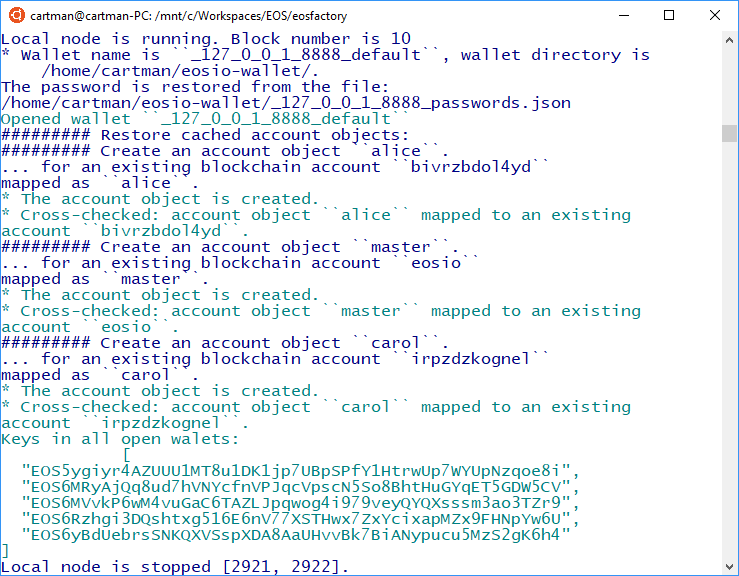 cartman@cartman-PC: /mnt/c/Workspaces/EOS/eosfactory
Local node is running. Block number is 10
* Wallet name is ``_127_0_0_1_8888_default``, wallet directory is
/home/cartman/eosio-wallet/.
The password is restored from the file:
/home/cartman/eosio-wallet/_127_0_0_1_8888_passwords.json
Opened wallet ``_127_0_0_1_8888_default``
######### Restore cached account objects:
######### Create an account object ``alice``.
... for an existing blockchain account ``bivrzbdol4yd``
mapped as ``alice``.
* The account object is created.
* Cross-checked: account object ``alice`` mapped to an existing
account ``bivrzbdol4yd``.
######### Create an account object ``master``.
... for an existing blockchain account ``eosio``
mapped as ``master``.
* The account object is created.
* Cross-checked: account object ``master`` mapped to an existing
account ``eosio``.
######### Create an account object ``carol``.
... for an existing blockchain account ``irpzdzkognel``
mapped as ``carol``.
* The account object is created.
* Cross-checked: account object ``carol`` mapped to an existing
account ``irpzdzkognel``.
Keys in all open walets:
[
"EOS5ygiyr4AZUUU1MT8u1DK1jp7UBpSPfY1HtrwUp7WYUpNzqoe8i",
"EOS6MRyAjQq8ud7hVNYcfnVPJqcVpscN5So8BhtHuGYqET5GDW5CV",
"EOS6MVvkP6wM4vuGaC6TAZLJpqwog4i979veyQYQXsssm3ao3TZr9",
"EOS6Rzhgi3DQshtxg516E6nV77XSTHwx7ZxYcixapMZx9FHNpYw6U",
"EOS6yBdUebrsSNKQXVSspXDA8AaUHvvBk7BiANypucu5MzS2gK6h4"
]
Local node is stopped [2921, 2922].